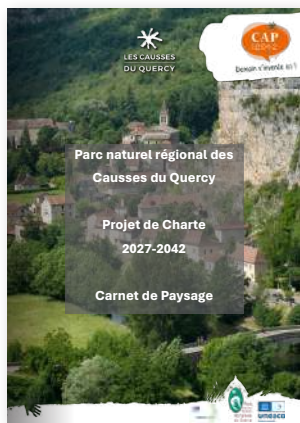 LES CAUSSES
DU QUERCY
CAP
2042
Demain s'invente ici !
Parc naturel régional des
Causses du Quercy
Projet de Charte
2027-2042
Carnet de Paysage
unesco